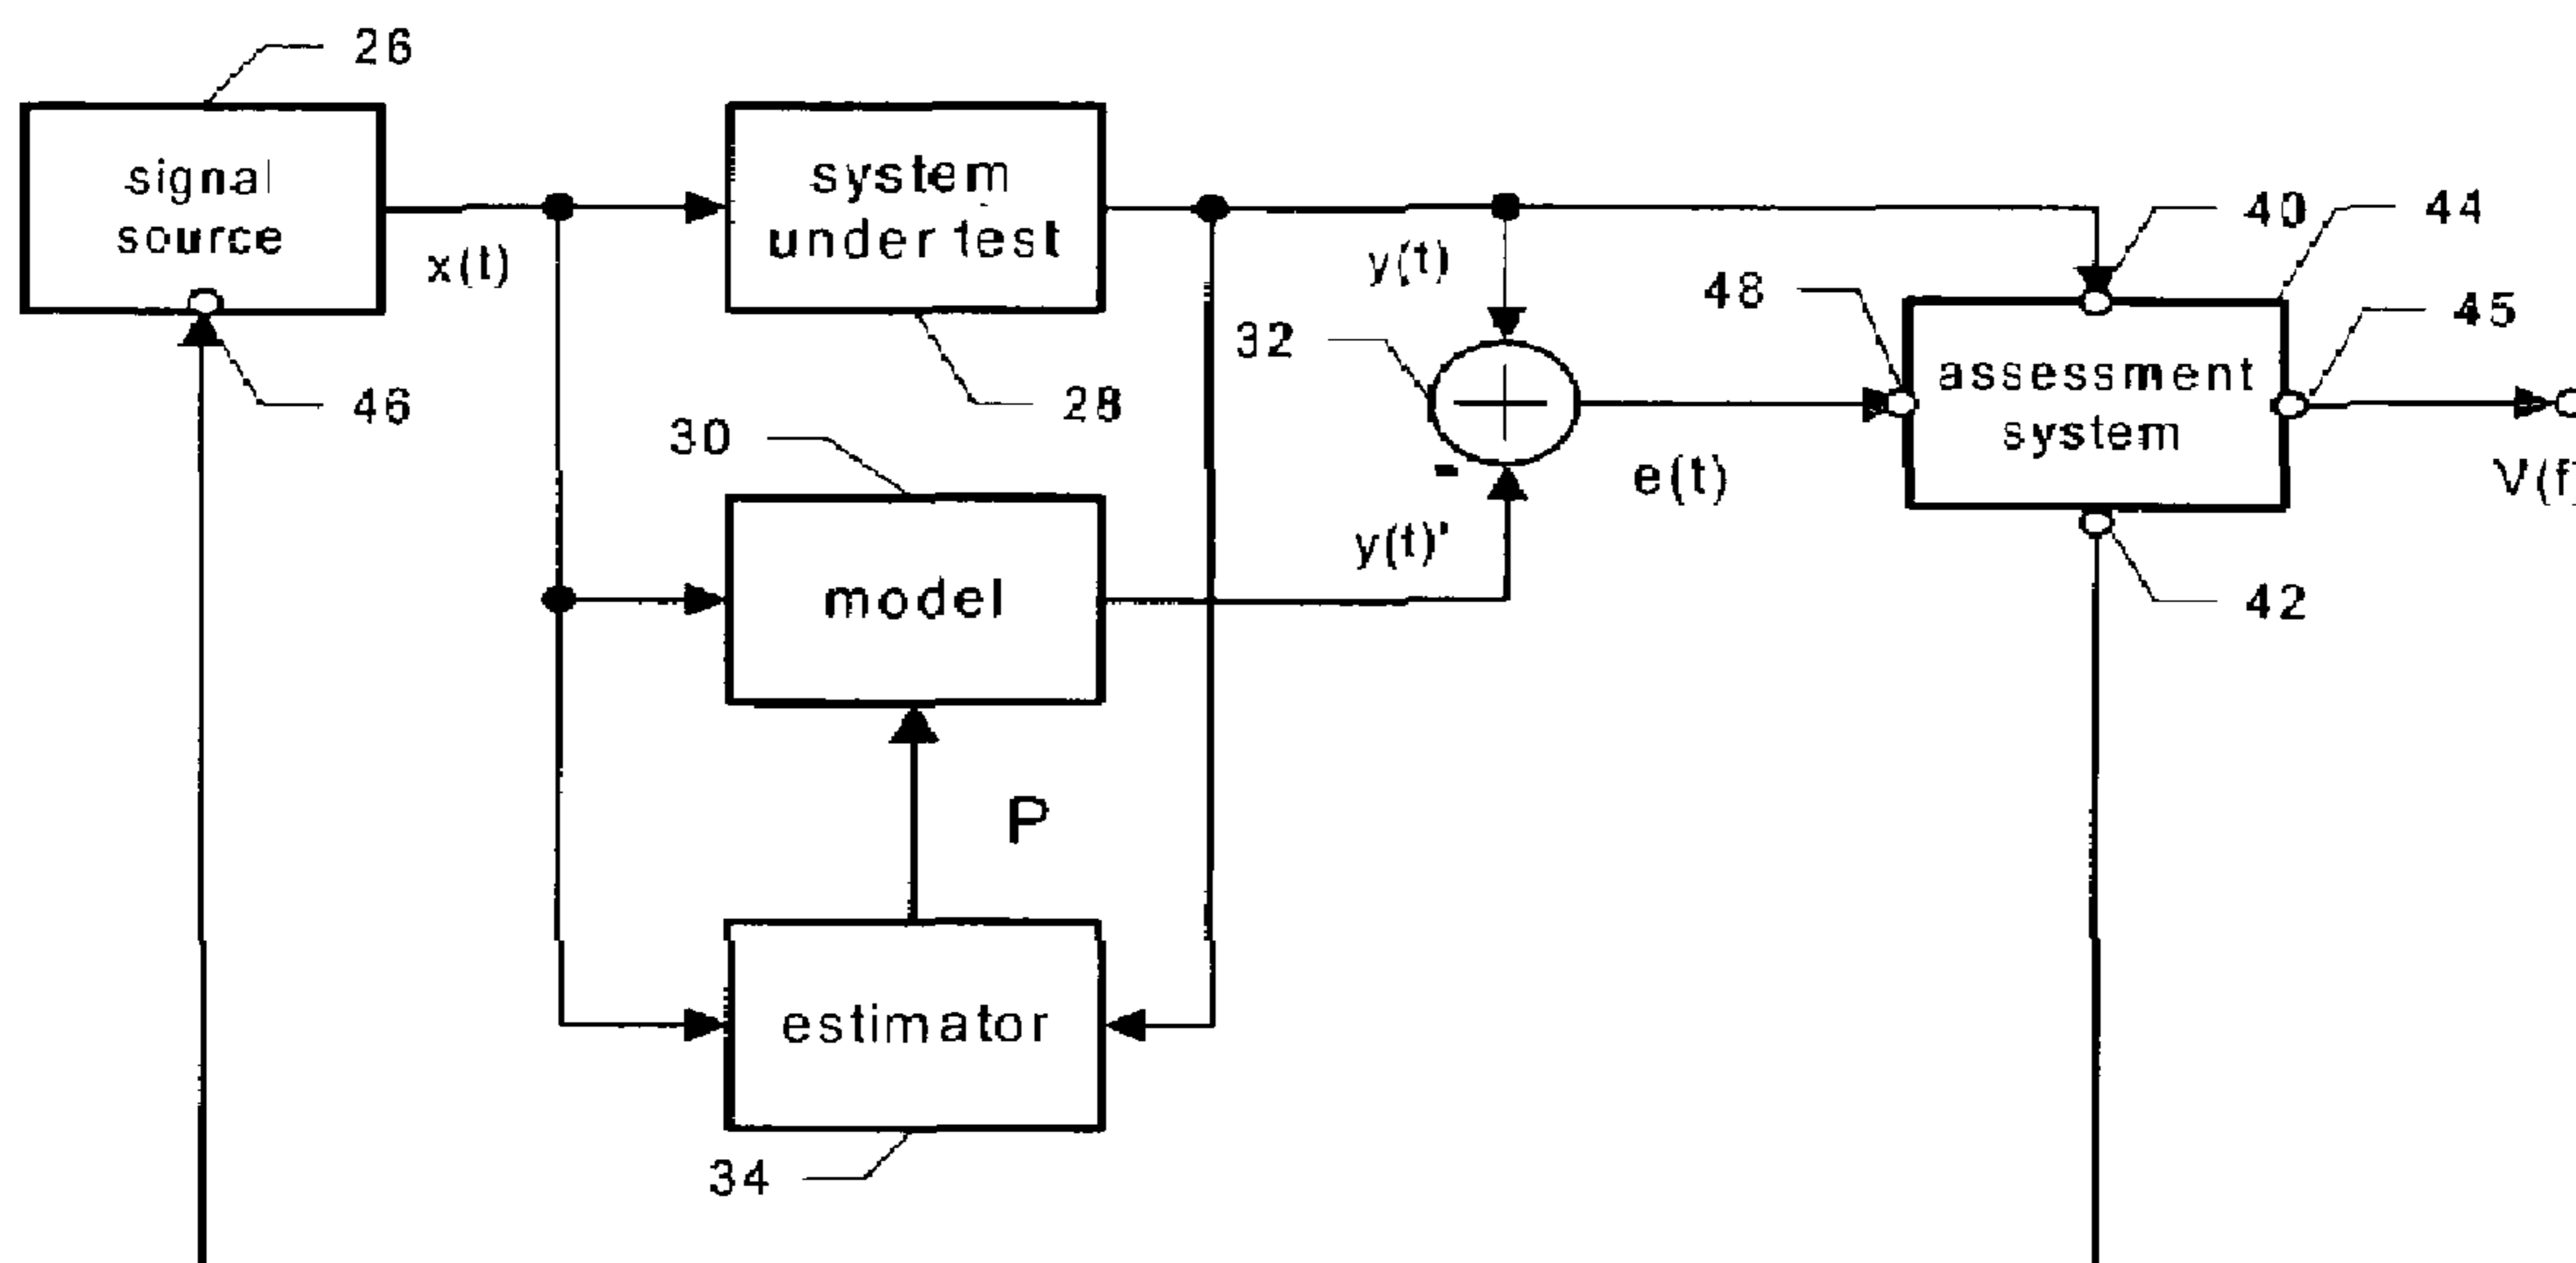 26
signal
source
system
under test
x(t)
y(t)
40
44
48
45
32
assessment
system
46
28
30
e(t)
V(f)
y(t)'
model
42
P
estimator
34
-